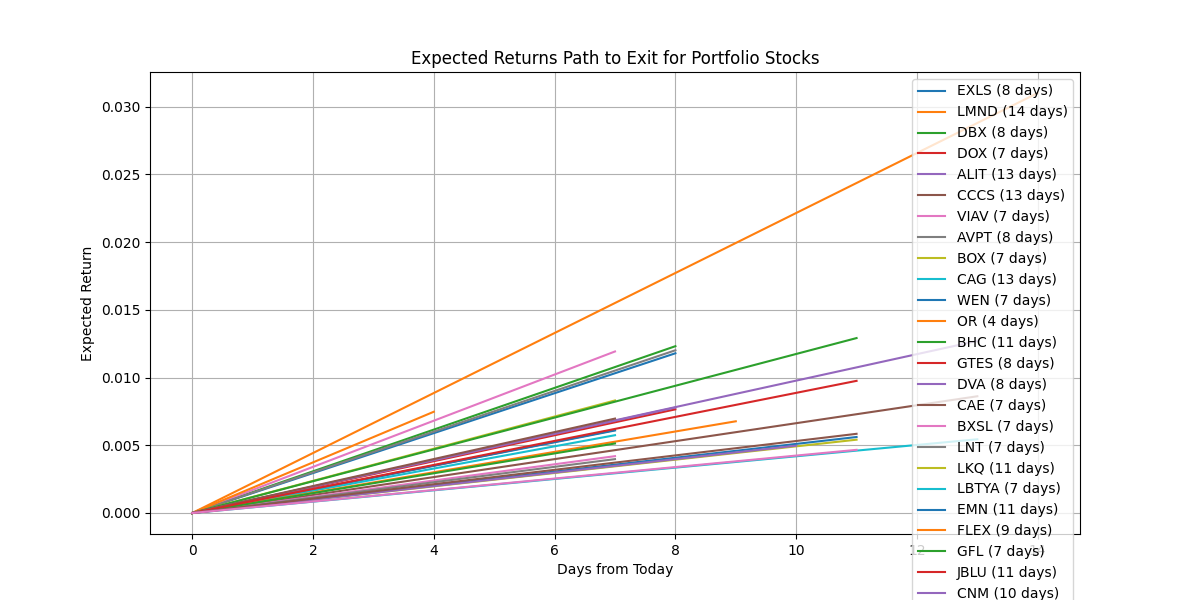 Expected Returns Path to Exit for Portfolio Stocks
0.030
0.025
0.020
0.015
0.010
0.005
0.000
Expected Return
0
2
4
6
8
10
12
Days from Today
EXLS (8 days)
LMND (14 days)
DBX (8 days)
DOX (7 days)
ALIT (13 days)
CCCS (13 days)
VIAV (7 days)
AVPT (8 days)
BOX (7 days)
CAG (13 days)
WEN (7 days)
OR (4 days)
BHC (11 days)
GTES (8 days)
DVA (8 days)
CAE (7 days)
BXSL (7 days)
LNT (7 days)
LKQ (11 days)
LBTYA (7 days)
EMN (11 days)
FLEX (9 days)
GFL (7 days)
JBLU (11 days)
CNM (10 days)